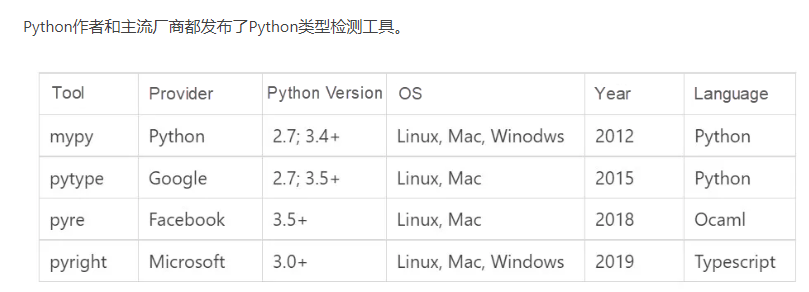 Python作者和主流厂商都发布了Python类型检测工具。
Tool Provider Python Version OS Year Language
mypy Python 2.7; 3.4+ Linux, Mac, Winodws 2012 Python
pytype Google 2.7; 3.5+ Linux, Mac 2015 Python
pyre Facebook 3.5+ Linux, Mac 2018 Ocaml
pyright Microsoft 3.0+ Linux, Mac, Windows 2019 Typescript